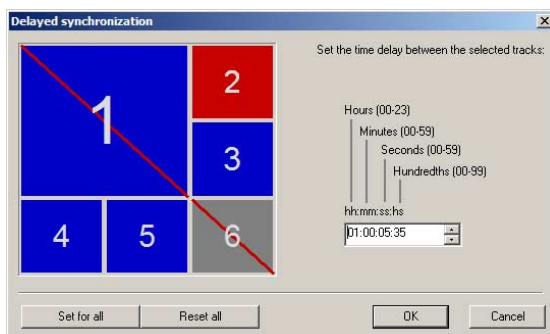 Delayed synchronization
1
2
3
4
5
6
Set the time delay between the selected tracks:
Hours (00-23)
Minutes (00-59)
Seconds (00-59)
Hundredths (00-99)
hh:mm:ss:hs
01:00:05:35
Set for all
Reset all
OK
Cancel